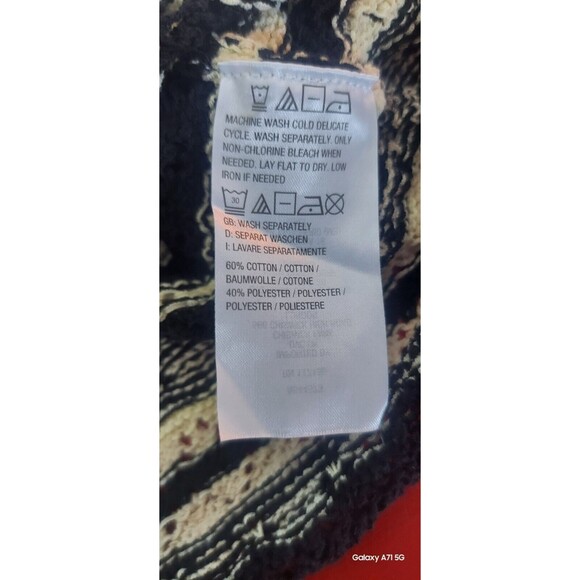 MACHINE WASH COLD DELICATE
CYCLE. WASH SEPARATELY. ONLY
NON-CHLORINE BLEACH WHEN
NEEDED. LAY FLAT TO DRY. LOW
IRON IF NEEDED
30
GB: WASH SEPARATELY
D: SEPARAT WASCHEN
I: LAVARE SEPARATAMENTE
60% COTTON / COTTON /
BAUMWOLLE / COTONE
40% POLYESTER / POLYESTER /
POLYESTER / POLIESTERE
Galaxy A71 5G